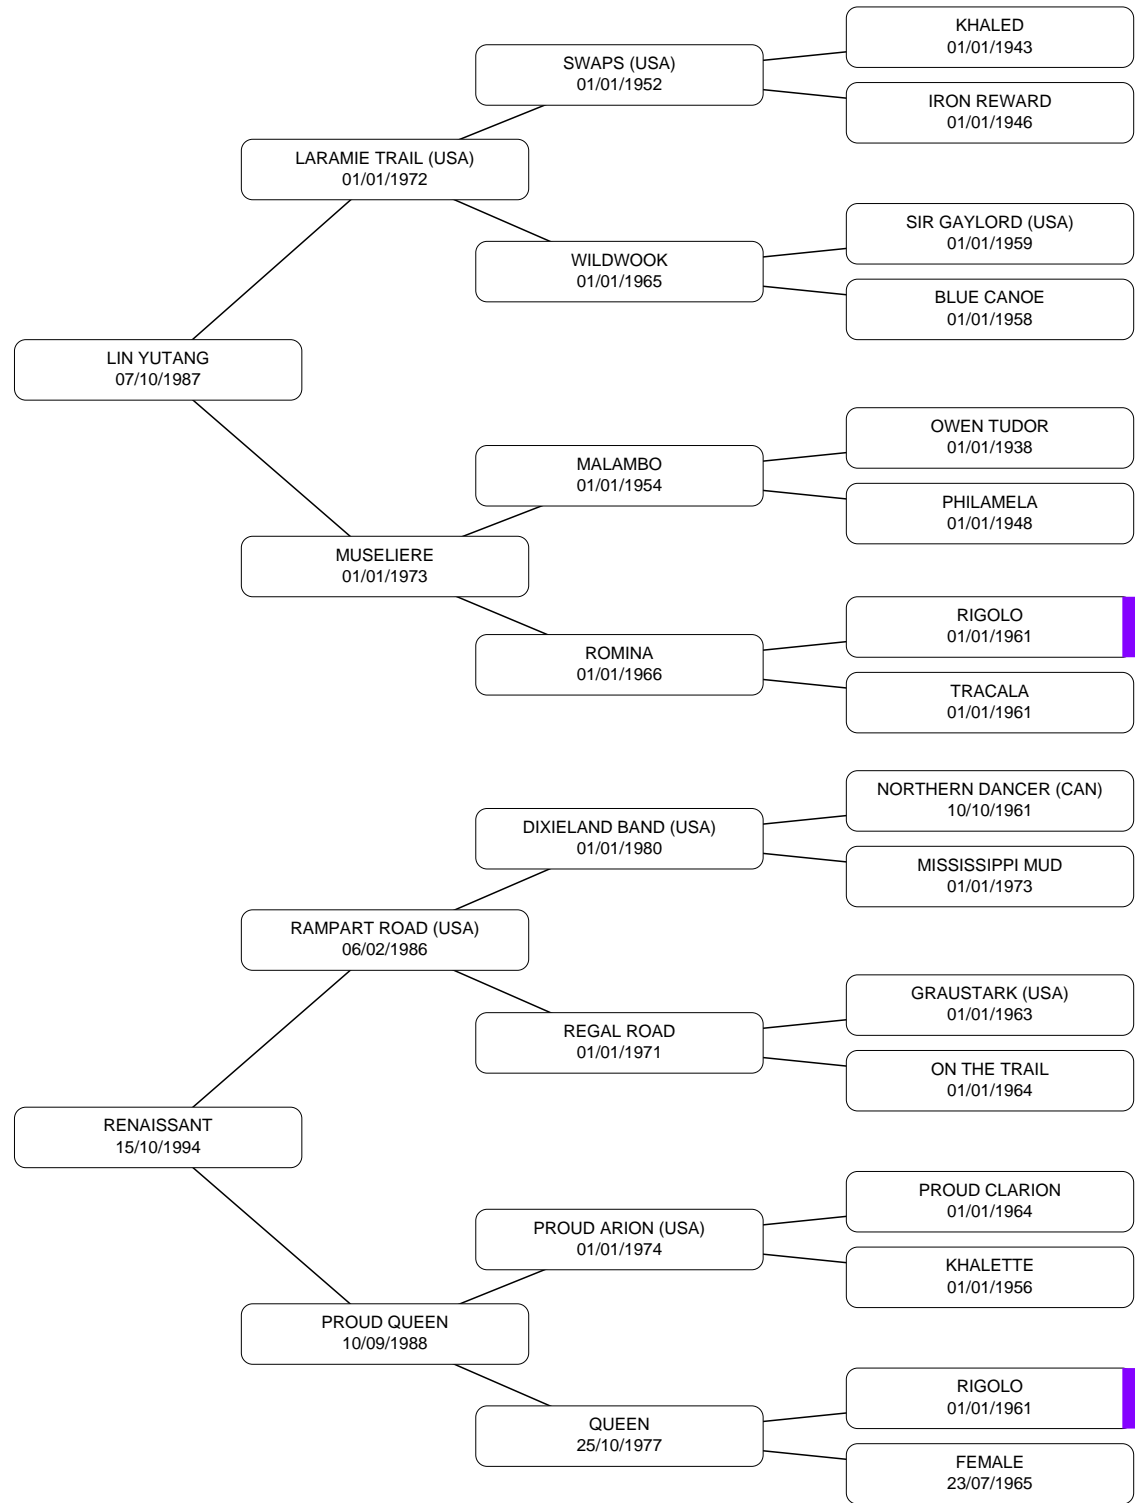 KHALED
01/01/1943
SWAPS (USA)
01/01/1952
IRON REWARD
01/01/1946
LARAMIE TRAIL (USA)
01/01/1972
SIR GAYLORD (USA)
01/01/1959
WILDWOOK
01/01/1965
BLUE CANOE
01/01/1958
LIN YUTANG
07/10/1987
OWEN TUDOR
01/01/1938
MALAMBO
01/01/1954
PHILAMELA
01/01/1948
MUSELIERE
01/01/1973
RIGOLO
01/01/1961
ROMINA
01/01/1966
TRACALA
01/01/1961
NORTHERN DANCER (CAN)
10/10/1961
DIXIELAND BAND (USA)
01/01/1980
MISSISSIPPI MUD
01/01/1973
RAMPART ROAD (USA)
06/02/1986
GRAUSTARK (USA)
01/01/1963
REGAL ROAD
01/01/1971
ON THE TRAIL
01/01/1964
RENAISSANT
15/10/1994
PROUD CLARION
01/01/1964
PROUD ARION (USA)
01/01/1974
KHALETTE
01/01/1956
PROUD QUEEN
10/09/1988
RIGOLO
01/01/1961
QUEEN
25/10/1977
FEMALE
23/07/1965